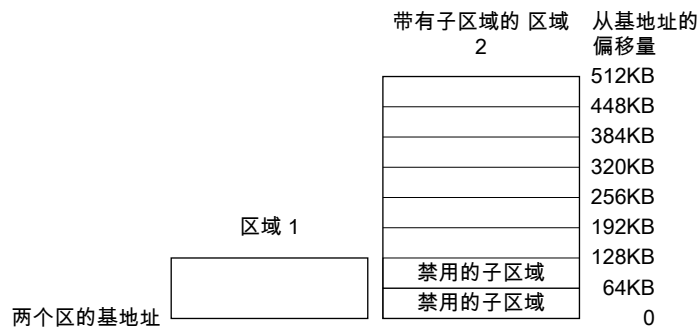 带有子区域的 区域
2
从基地址的
偏移量
512KB
448KB
384KB
320KB
256KB
区域 1
192KB
128KB
禁用的子区域
64KB
禁用的子区域
两个区的基地址
0